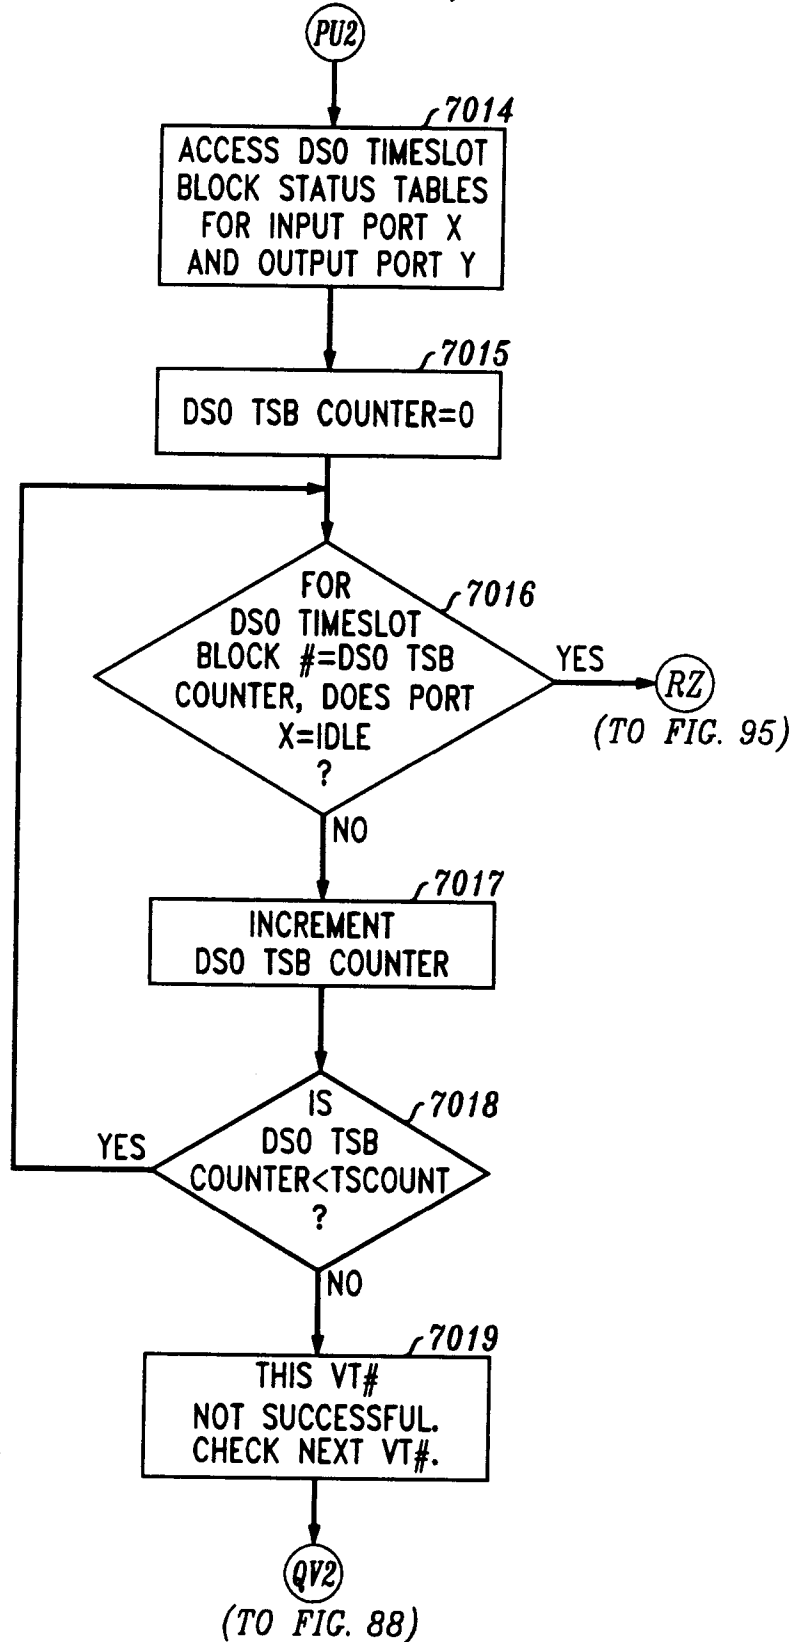 PU2
7014
ACCESS DS0 TIMESLOT
BLOCK STATUS TABLES
FOR INPUT PORT X
AND OUTPUT PORT Y
7015
DS0 TSB COUNTER=0
7016
FOR
DS0 TIMESLOT
BLOCK #=DS0 TSB
COUNTER, DOES PORT
X=IDLE
?
YES
RZ
(TO FIG. 95)
NO
7017
INCREMENT
DS0 TSB COUNTER
7018
IS
DS0 TSB
COUNTER<TSCOUNT
?
YES
NO
7019
THIS VT#
NOT SUCCESSFUL.
CHECK NEXT VT#.
QV2
(TO FIG. 88)